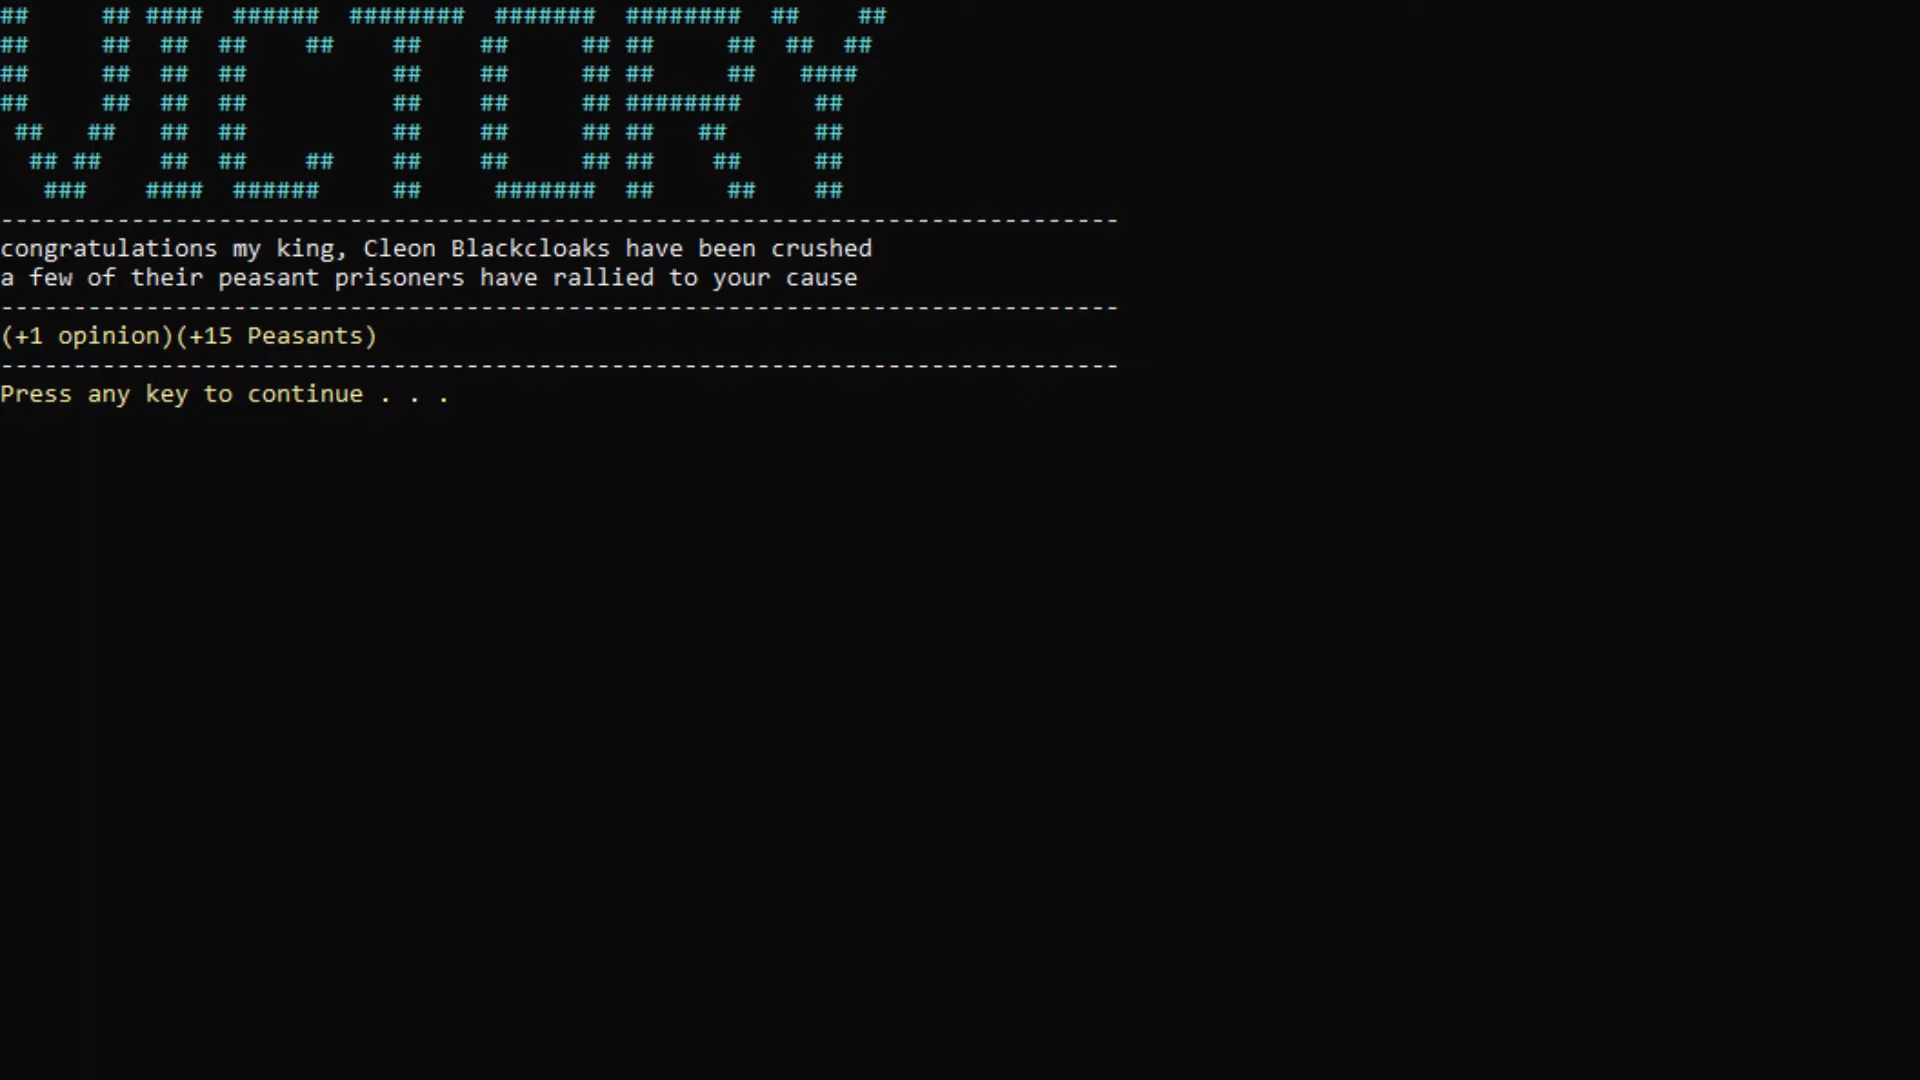 VICTORY
--------------------------------------------------------------------------------
congratulations my king, Cleon Blackcloaks have been crushed
a few of their peasant prisoners have rallied to your cause
--------------------------------------------------------------------------------
(+1 opinion)(+15 Peasants)
--------------------------------------------------------------------------------
Press any key to continue . . .